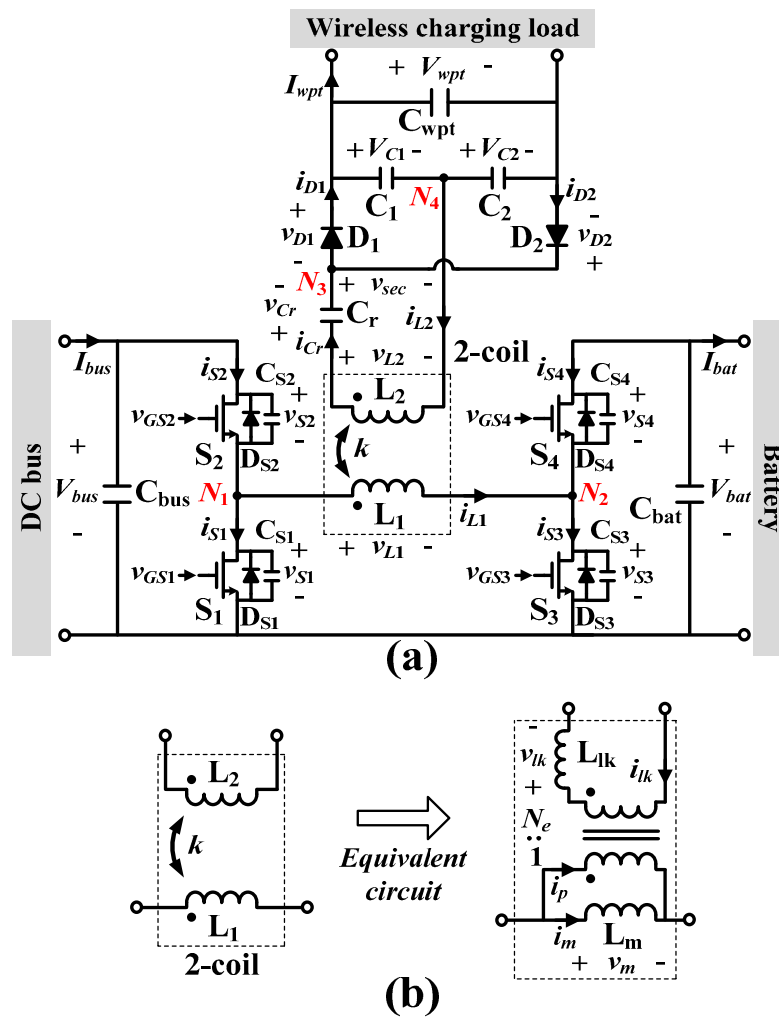 Wireless charging load
+ Vwpt -
Iwpt
Cwpt
+ VC1 -
+ VC2 -
iD1
C1
N4
C2
iD2
+
vD1
-
D1
D2
-
vD2
+
N3
+ vsec -
-
vCr
+
Cr
iCr
iL2
+ vL2 -
2-coil
L2
k
L1
iL1
+ vL1 -
DC bus
Ibus
+
Vbus
-
Cbus
iS2
CS2
vGS2
+
vS2
-
S2
DS2
N1
iS1
CS1
vGS1
+
vS1
-
S1
DS1
iS4
CS4
vGS4
+
vS4
-
S4
DS4
N2
iS3
CS3
vGS3
+
vS3
-
S3
DS3
Ibat
Cbat
+
Vbat
-
Battery
(a)
L2
k
L1
2-coil
Equivalent
circuit
-
vlk
+
Llk
ilk
Ne
:
1
ip
im
Lm
+ vm -
(b)